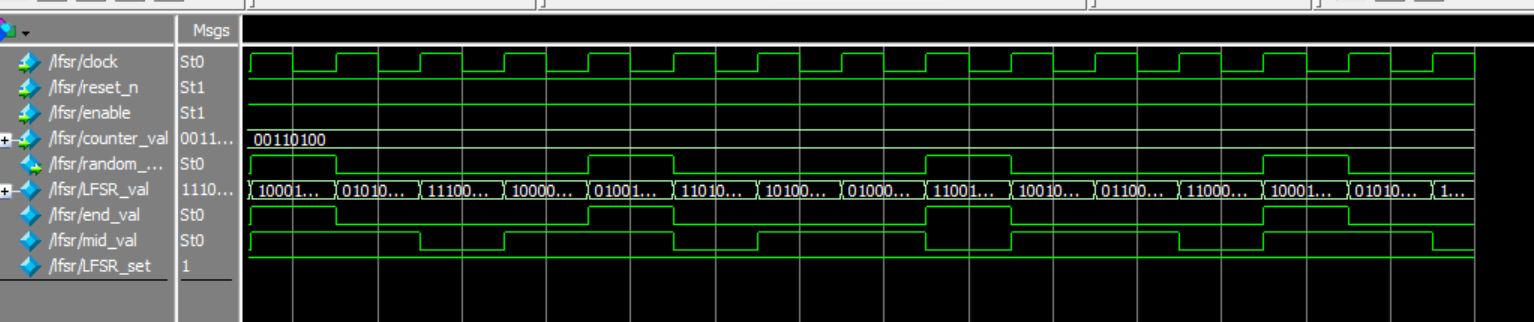 Msgs
/lfsr/clock St0
/lfsr/reset_n St1
/lfsr/enable St1
/lfsr/counter_val 0011... 00110100
/lfsr/random_... St0
/lfsr/LFSR_val 1110... 10001... 01010... 11100... 10000... 01001... 11010... 10100... 01000... 11001... 10010... 01100... 11000... 10001... 01010... 1...
/lfsr/end_val St0
/lfsr/mid_val St0
/lfsr/LFSR_set 1